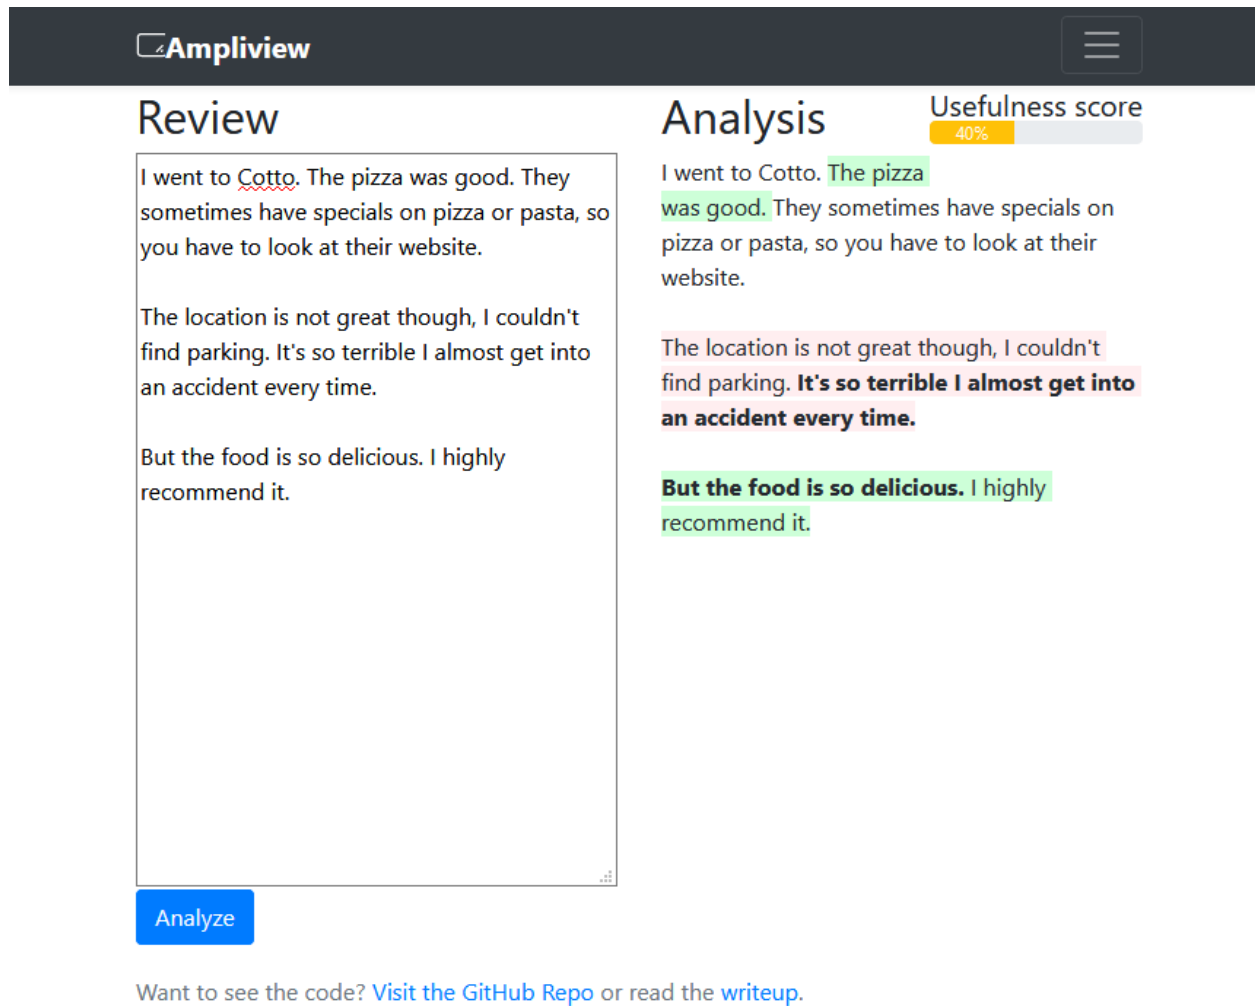 Ampliview
Review
I went to Cotto. The pizza was good. They
sometimes have specials on pizza or pasta, so
you have to look at their website.
The location is not great though, I couldn't
find parking. It's so terrible I almost get into
an accident every time.
But the food is so delicious. I highly
recommend it.
Analyze
Analysis
Usefulness score
40%
I went to Cotto. The pizza
was good. They sometimes have specials on
pizza or pasta, so you have to look at their
website.
The location is not great though, I couldn't
find parking. It's so terrible I almost get into
an accident every time.
But the food is so delicious. I highly
recommend it.
Want to see the code? Visit the GitHub Repo or read the writeup.